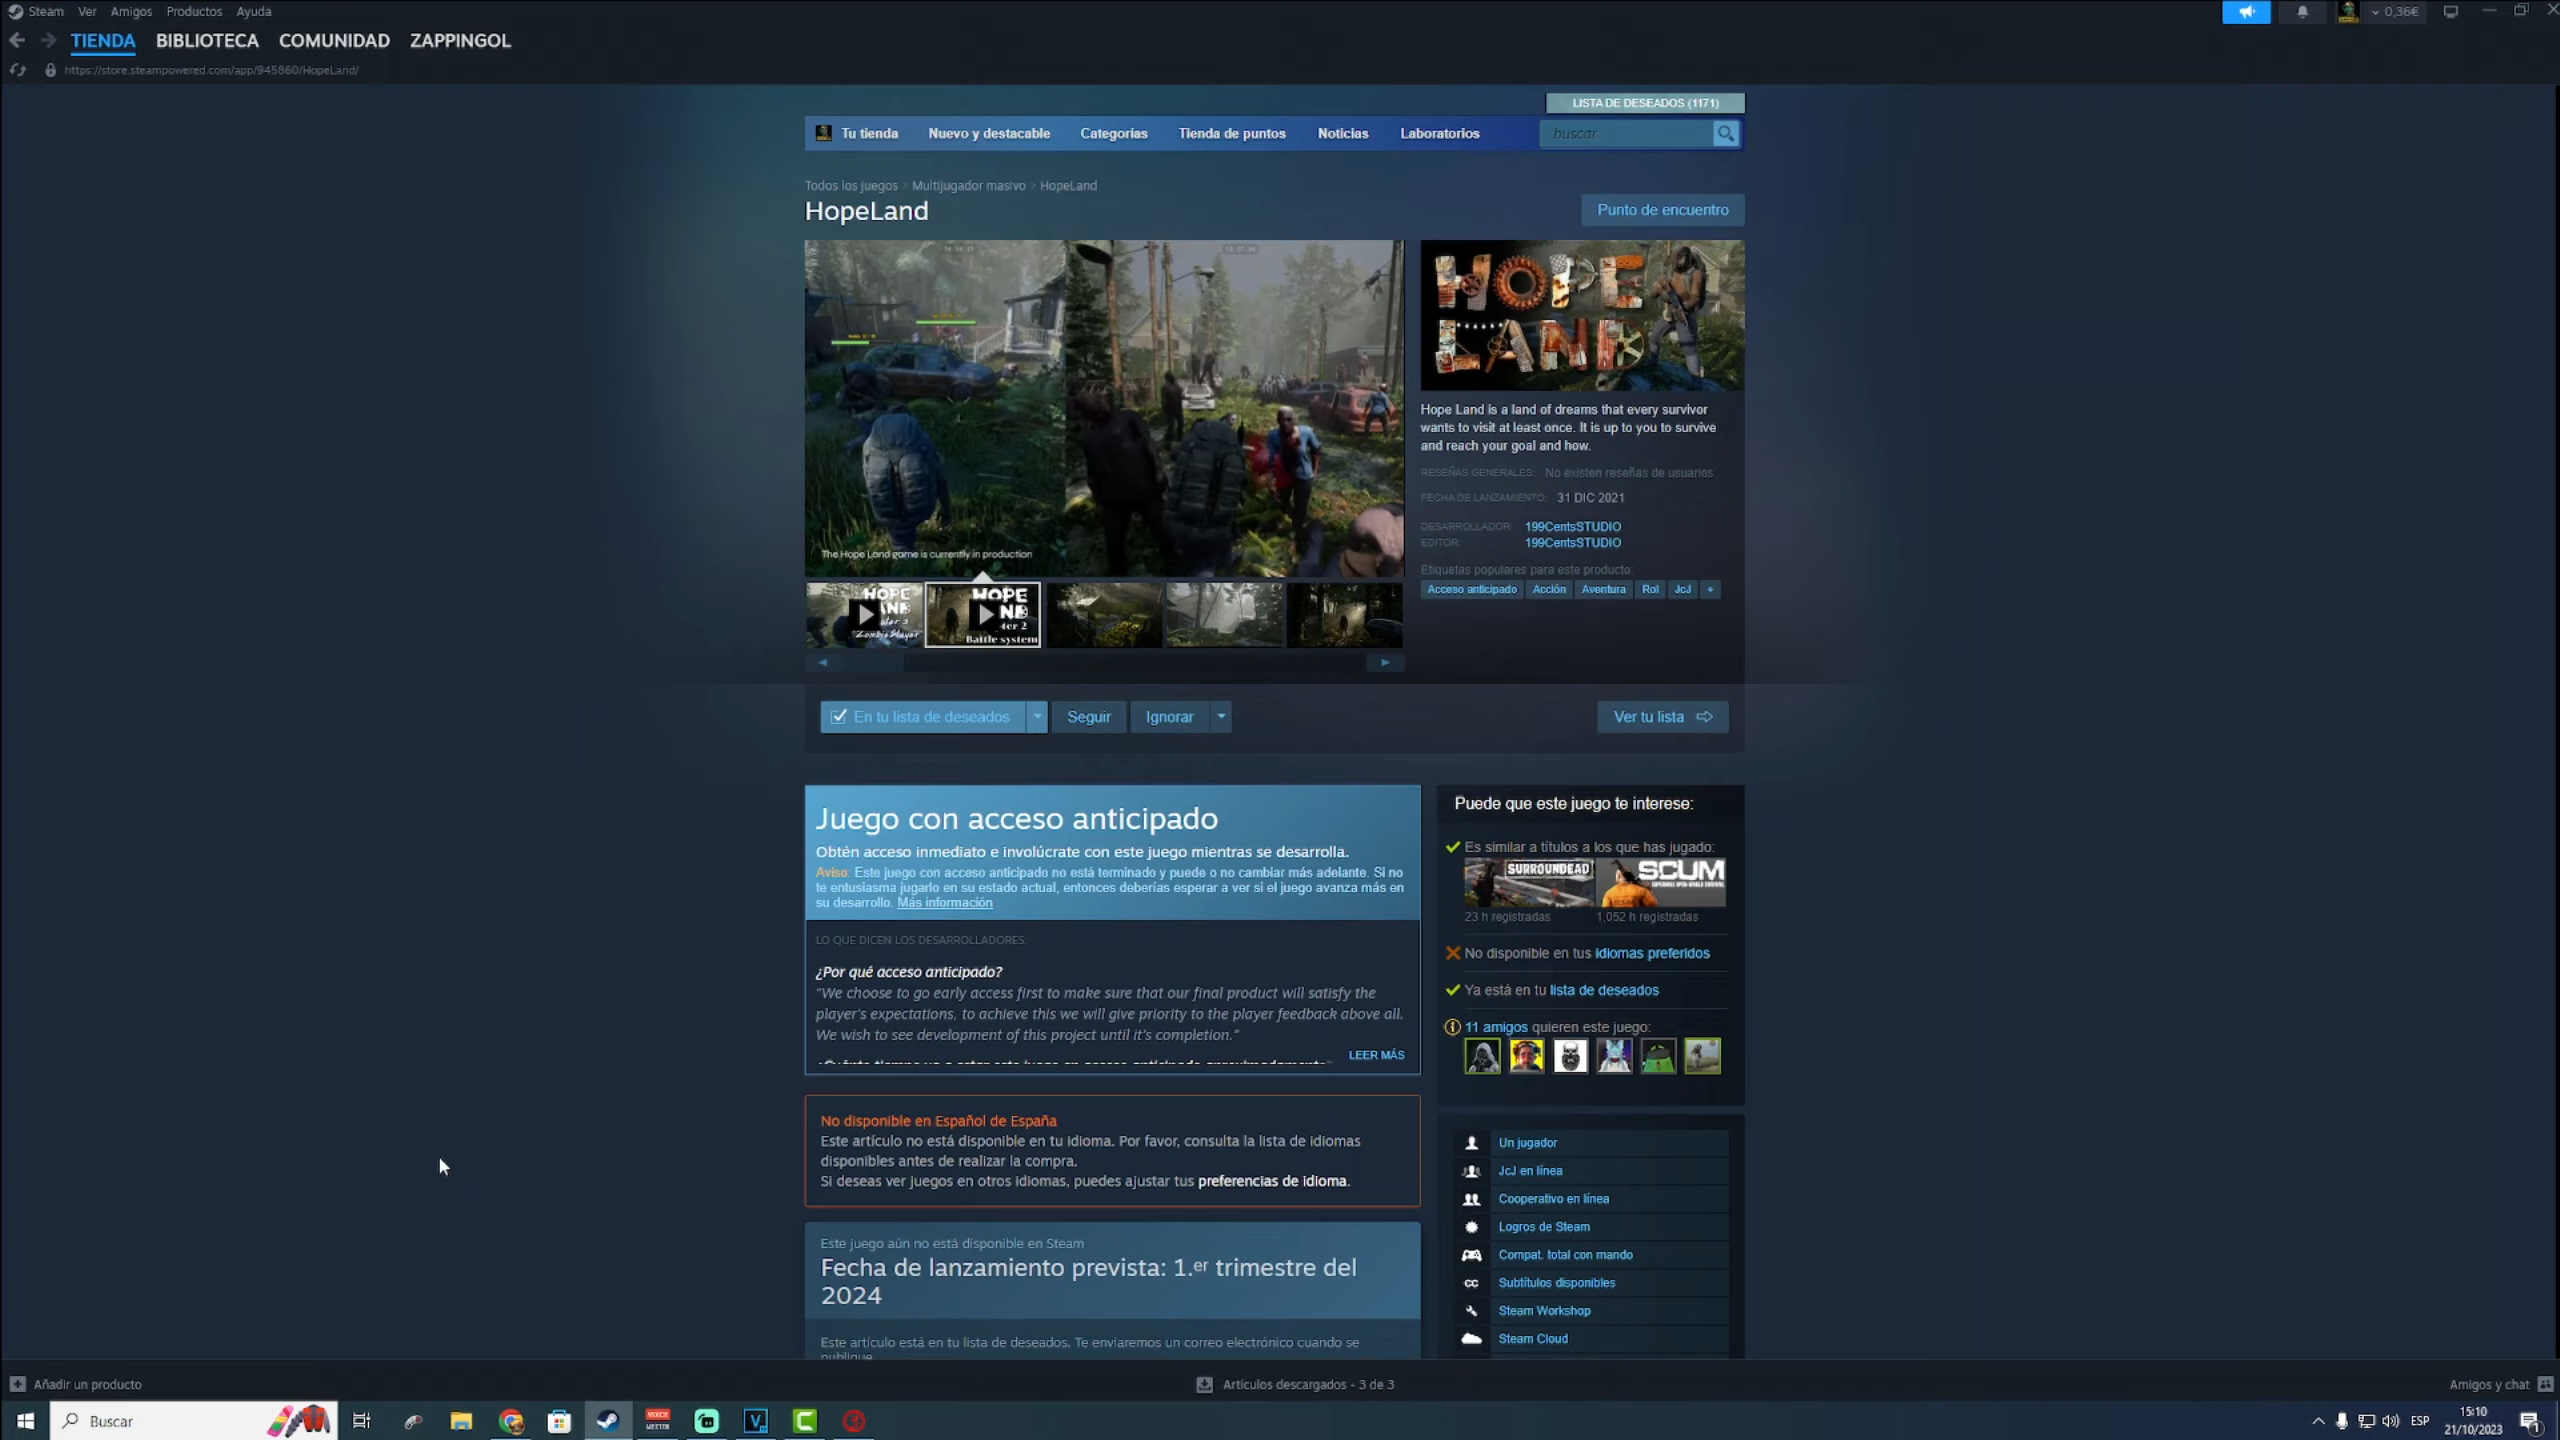 Steam Ver Amigos Productos Ayuda
0,36€
TIENDA BIBLIOTECA COMUNIDAD ZAPPINGOL
https://store.steampowered.com/app/945860/HopeLand/
LISTA DE DESEADOS (1171)
Tu tienda Nuevo y destacable Categorías Tienda de puntos Noticias Laboratorios buscar
Todos los juegos > Multijugador masivo > HopeLand
HopeLand
Punto de encuentro
HOPE
LAND
The Hope Land game is currently in production
Hope Land is a land of dreams that every survivor
wants to visit at least once. It is up to you to survive
and reach your goal and how.
RESEÑAS GENERALES: No existen reseñas de usuarios
FECHA DE LANZAMIENTO: 31 DIC 2021
DESARROLLADOR: 199CentsSTUDIO
EDITOR: 199CentsSTUDIO
Etiquetas populares para este producto:
Acceso anticipado Acción Aventura Rol JcJ +
HOPE
Battle system
En tu lista de deseados Seguir Ignorar Ver tu lista
Juego con acceso anticipado
Obtén acceso inmediato e involúcrate con este juego mientras se desarrolla.
Aviso: Este juego con acceso anticipado no está terminado y puede o no cambiar más adelante. Si no
te entusiasma jugarlo en su estado actual, entonces deberías esperar a ver si el juego avanza más en
su desarrollo. Más información
LO QUE DICEN LOS DESARROLLADORES:
¿Por qué acceso anticipado?
"We choose to go early access first to make sure that our final product will satisfy the
player's expectations, to achieve this we will give priority to the player feedback above all.
We wish to see development of this project until it's completion."
LEER MÁS
No disponible en Español de España
Este artículo no está disponible en tu idioma. Por favor, consulta la lista de idiomas
disponibles antes de realizar la compra.
Si deseas ver juegos en otros idiomas, puedes ajustar tus preferencias de idioma.
Este juego aún no está disponible en Steam
Fecha de lanzamiento prevista: 1.er trimestre del
2024
Este artículo está en tu lista de deseados. Te enviaremos un correo electrónico cuando se
publique
Puede que este juego te interese:
Es similar a títulos a los que has jugado:
SURROUNDEAD SCUM
23 h registradas 1,052 h registradas
No disponible en tus idiomas preferidos
Ya está en tu lista de deseados
11 amigos quieren este juego:
Un jugador
JcJ en línea
Cooperativo en línea
Logros de Steam
Compat. total con mando
cc Subtítulos disponibles
Steam Workshop
Steam Cloud
Añadir un producto
Artículos descargados - 3 de 3
Amigos y chat
Buscar
ESP
15:10
21/10/2023